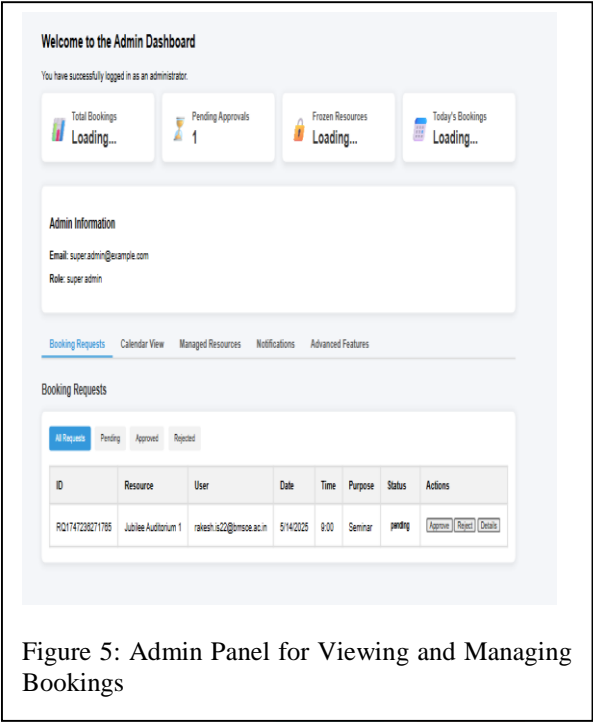 Welcome to the Admin Dashboard
You have successfully logged in as an administrator.
Total Bookings
Loading...
Pending Approvals
1
Frozen Resources
Loading...
Today's Bookings
Loading...
Admin Information
Email: super.admin@example.com
Role: super admin
Booking Requests Calendar View Managed Resources Notifications Advanced Features
Booking Requests
All Requests Pending Approved Rejected
ID Resource User Date Time Purpose Status Actions
RQ1747236271765 Jubilee Auditorium 1 rakesh.is22@bmsce.ac.in 5/14/2025 9:00 Seminar pending Approve Reject Details
Figure 5: Admin Panel for Viewing and Managing
Bookings